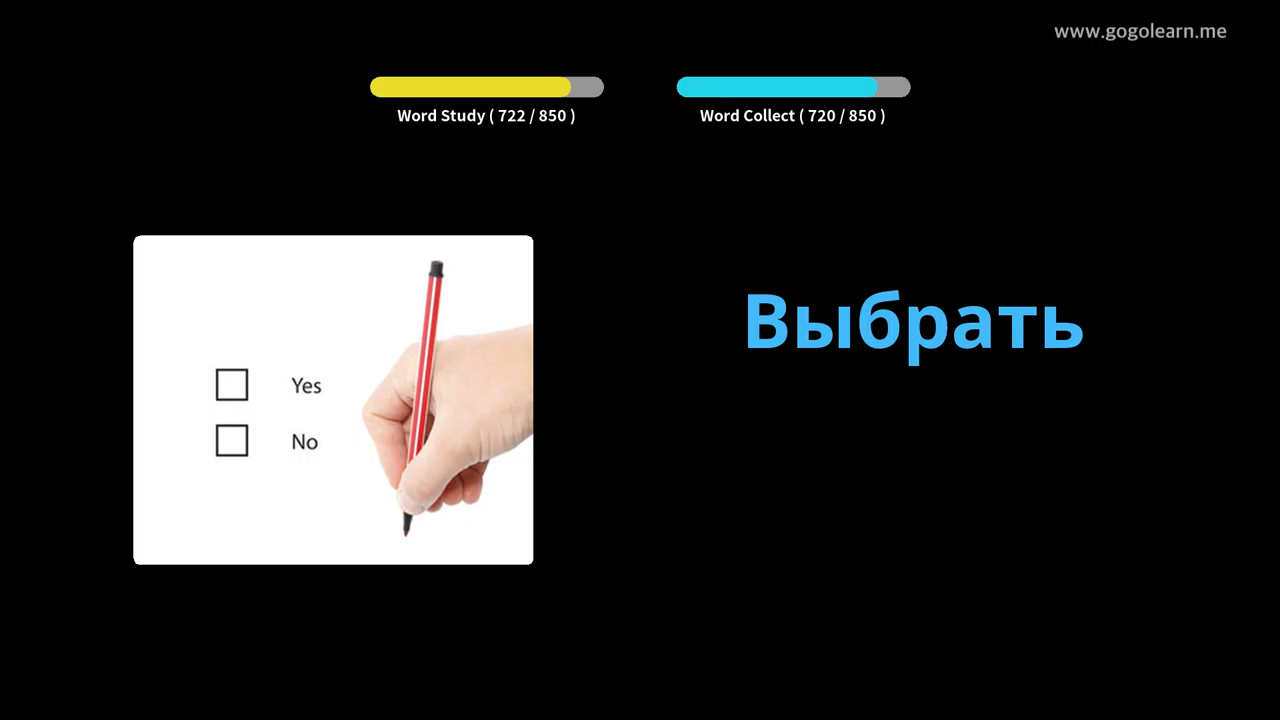 www.gogolearn.me
Word Study ( 722 / 850 )
Word Collect ( 720 / 850 )
Выбрать
Yes
No